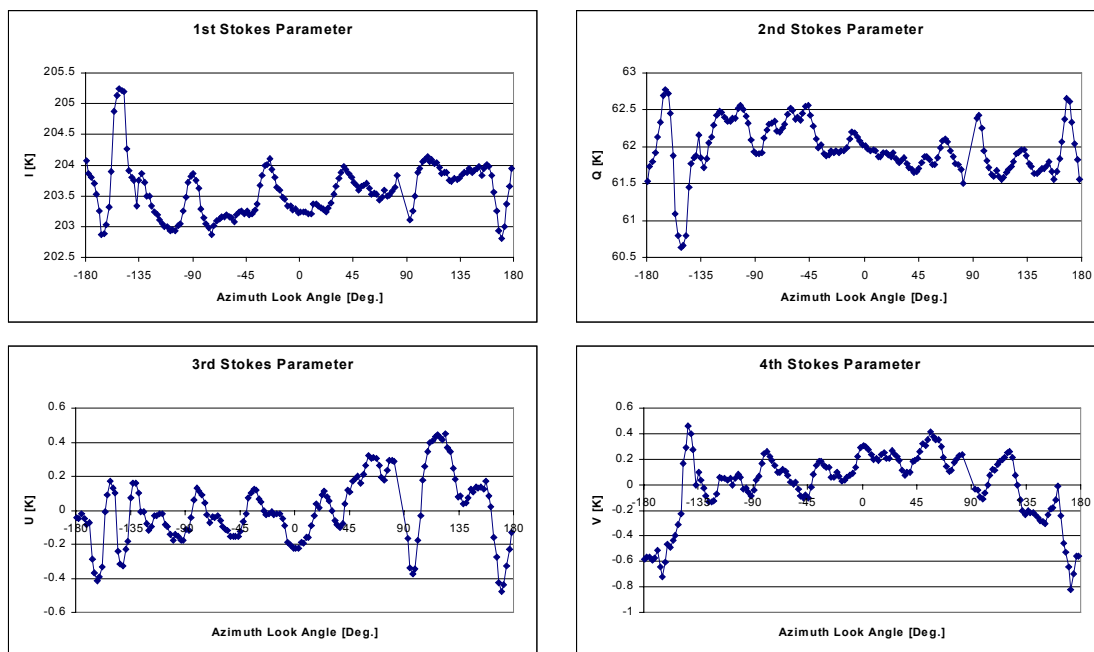 1st Stokes Parameter
205.5
205
204.5
204
203.5
203
202.5
I [K]
-180 -135 -90 -45 0 45 90 135 180
Azimuth Look Angle [Deg.]
2nd Stokes Parameter
63
62.5
62
61.5
61
60.5
Q [K]
-180 -135 -90 -45 0 45 90 135 180
Azimuth Look Angle [Deg.]
3rd Stokes Parameter
0.6
0.4
0.2
0
-0.2
-0.4
-0.6
U [K]
-180 -135 -90 -45 0 45 90 135 180
Azimuth Look Angle [Deg.]
4th Stokes Parameter
0.6
0.4
0.2
0
-0.2
-0.4
-0.6
-0.8
-1
V [K]
-180 -135 -90 -45 0 45 90 135 180
Azimuth Look Angle [Deg.]